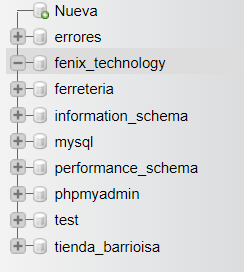 Nueva
errores
fenix_technology
ferreteria
information_schema
mysql
performance_schema
phpmyadmin
test
tienda_barrioisa